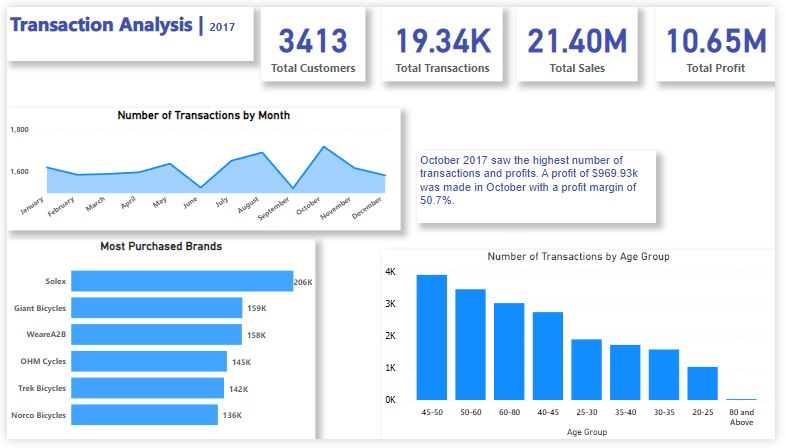 Transaction Analysis | 2017
3413
Total Customers
19.34K
Total Transactions
21.40M
Total Sales
10.65M
Total Profit
Number of Transactions by Month
1,800
1,600
January
February
March
April
May
June
July
August
September
October
November
December
October 2017 saw the highest number of
transactions and profits. A profit of $969.93k
was made in October with a profit margin of
50.7%.
Most Purchased Brands
Solex 206K
Giant Bicycles 159K
WeareA2B 158K
OHM Cycles 145K
Trek Bicycles 142K
Norco Bicycles 136K
Number of Transactions by Age Group
4K
3K
2K
1K
0K
45-50 50-60 60-80 40-45 25-30 35-40 30-35 20-25 80 and
Above
Age Group